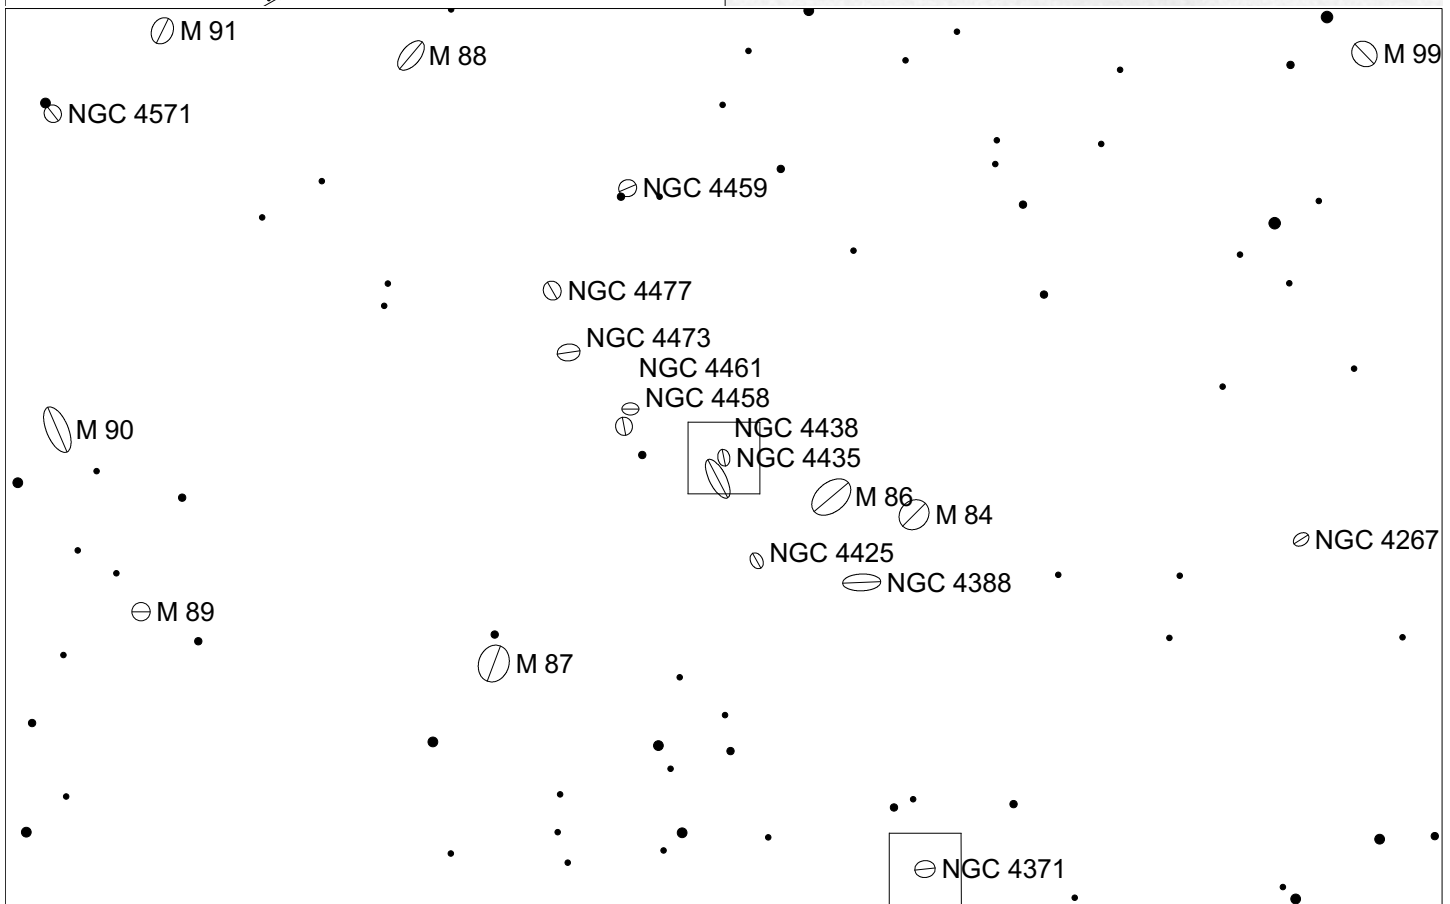 M 91
M 88
M 99
NGC 4571
NGC 4459
NGC 4477
NGC 4473
NGC 4461
NGC 4458
NGC 4438
M 90
NGC 4435
M 86
M 84
NGC 4267
NGC 4425
NGC 4388
M 89
M 87
NGC 4371